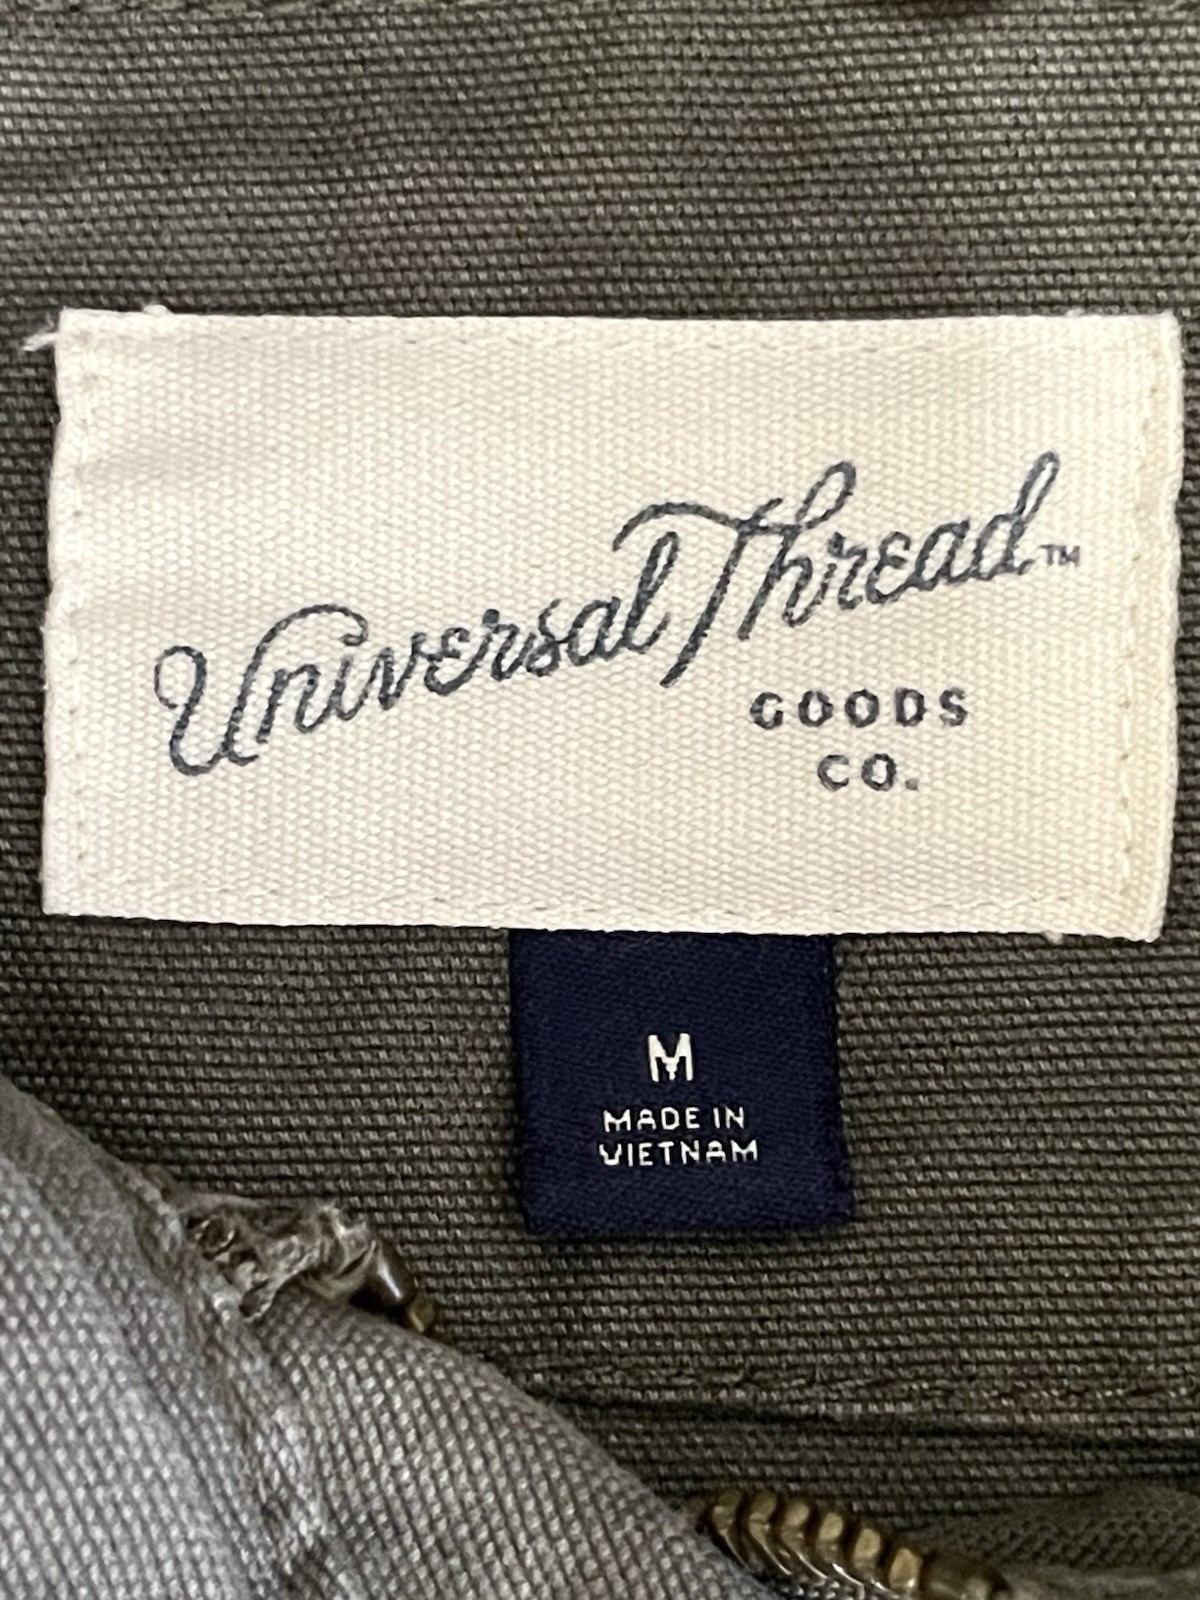 Universal Thread™
GOODS
CO.
M
MADE IN
VIETNAM